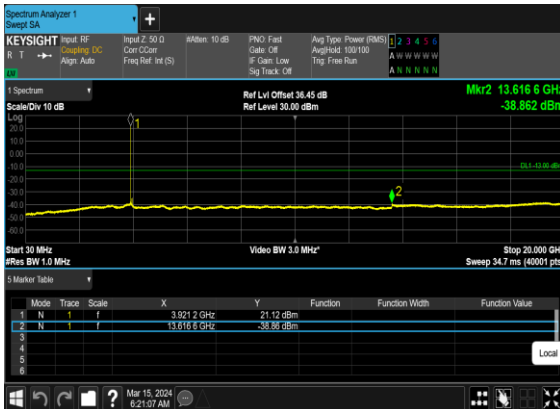 Spectrum Analyzer 1
Swept SA
+
KEYSIGHT
R T
Input: RF
Coupling: DC
Align: Auto
Input Z: 50 Ω
Corr CCorr
Freq Ref: Int (S)
#Atten: 10 dB
PNO: Fast
Gate: Off
IF Gain: Low
Sig Track: Off
Avg Type: Power (RMS)
Avg|Hold: 100/100
Trig: Free Run
1 2 3 4 5 6
A W W W W W
A N N N N N
1 Spectrum
Scale/Div 10 dB
Ref Lvl Offset 36.45 dB
Ref Level 30.00 dBm
Mkr2 13.616 6 GHz
-38.862 dBm
Log
20.0
10.0
0.00
-10.0
-20.0
-30.0
-40.0
-50.0
-60.0
1
2
DL1 -13.00 dBm
Start 30 MHz
#Res BW 1.0 MHz
Video BW 3.0 MHz*
Stop 20.000 GHz
Sweep 34.7 ms (40001 pts)
5 Marker Table
Mode Trace Scale X Y Function Function Width Function Value
1 N 1 f 3.921 2 GHz 21.12 dBm
2 N 1 f 13.616 6 GHz -38.86 dBm
3
4
5
6
Local
?
Mar 15, 2024
6:21:07 AM